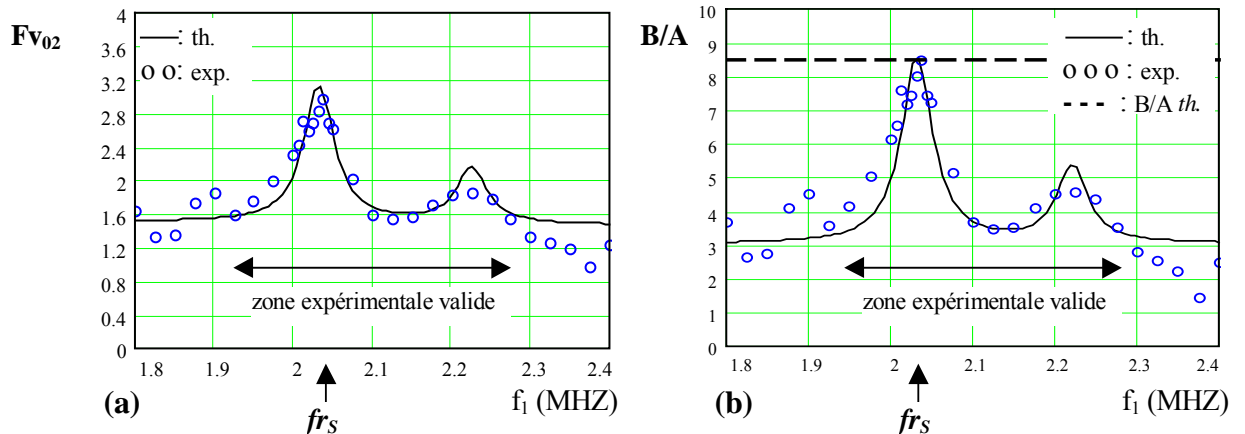 Fv02
4
3.6
3.2
2.8
2.4
2
1.6
1.2
0.8
0.4
0
: th.
o o: exp.
zone expérimentale valide
1.8 1.9 2 2.1 2.2 2.3 2.4
(a)
frS
f1 (MHZ)
B/A
10
9
8
7
6
5
4
3
2
1
0
: th.
o o o : exp.
: B/A th.
zone expérimentale valide
1.8 1.9 2 2.1 2.2 2.3 2.4
(b)
frS
f1 (MHZ)